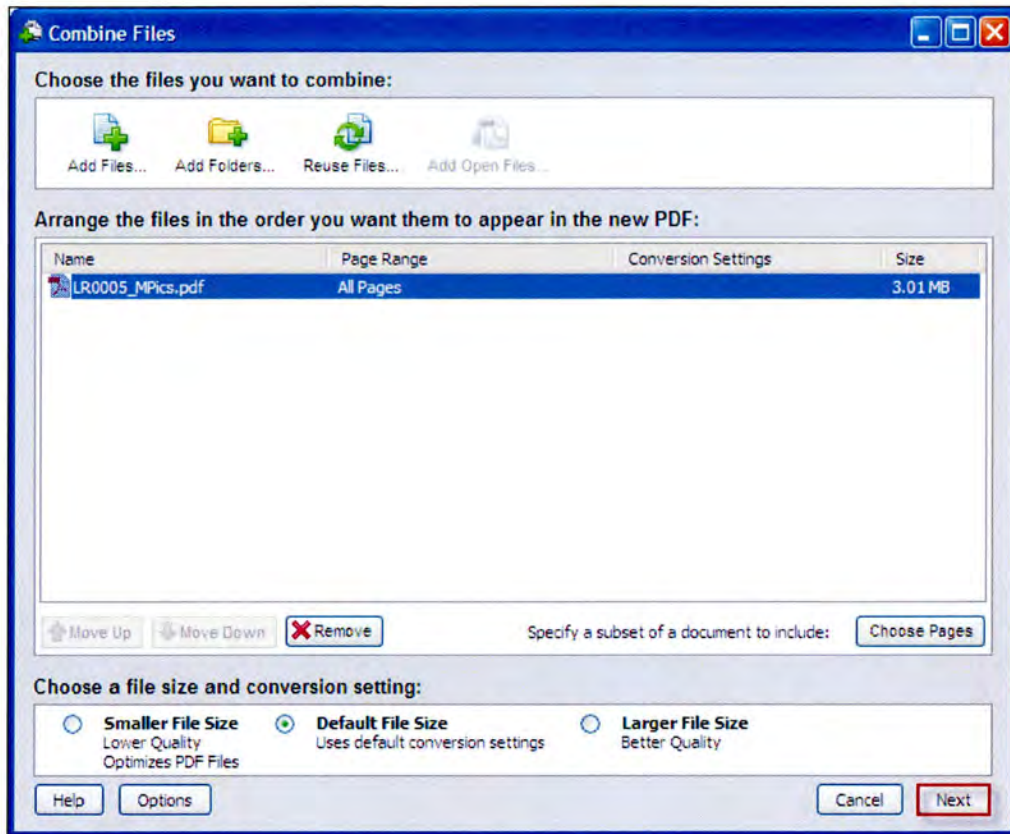 Combine Files
Choose the files you want to combine:
Add Files... Add Folders... Reuse Files... Add Open Files...
Arrange the files in the order you want them to appear in the new PDF:
Name Page Range Conversion Settings Size
LR0005_MPics.pdf All Pages 3.01 MB
Move Up Move Down Remove Specify a subset of a document to include: Choose Pages
Choose a file size and conversion setting:
Smaller File Size Default File Size Larger File Size
Lower Quality Uses default conversion settings Better Quality
Optimizes PDF Files
Help Options Cancel Next